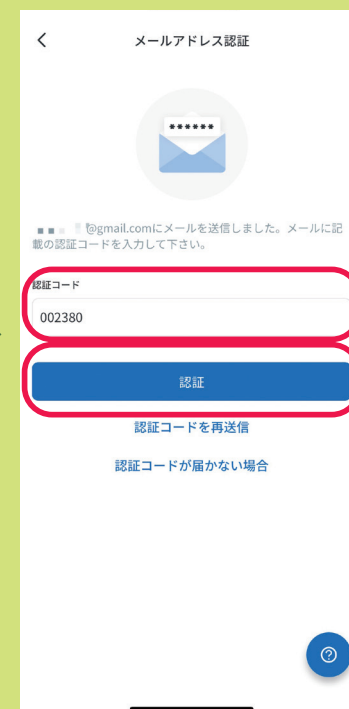 メールアドレス認証
******
@gmail.comにメールを送信しました。メールに記
載の認証コードを入力して下さい。
認証コード
002380
認証
認証コードを再送信
認証コードが届かない場合
?